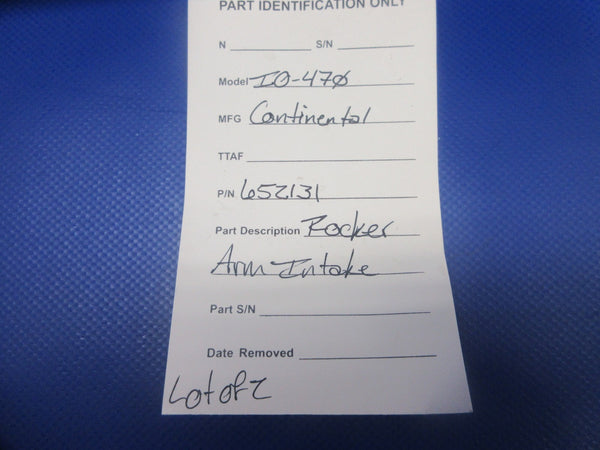 PART IDENTIFICATION ONLY
N S/N
Model IO-470
MFG Continental
TTAF
P/N 652131
Part Description Rocker
Arm Intake
Part S/N
Date Removed
Lot of 2